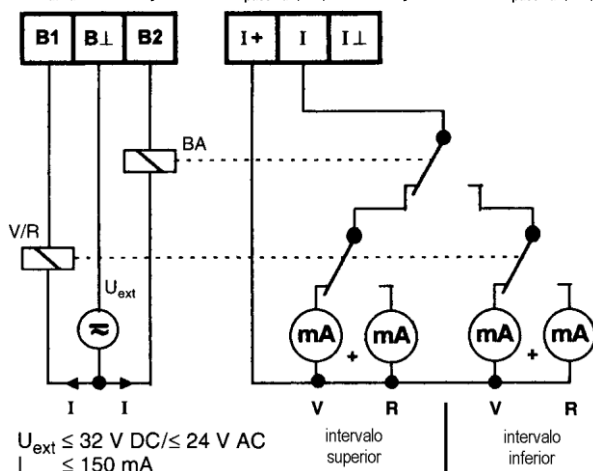 B1 B⊥ B2 I+ I I⊥
BA
V/R
U ext
mA + mA mA + mA
I I V R V R
U ext ≤ 32 V DC/≤ 24 V AC
I ≤ 150 mA
intervalo superior
intervalo inferior